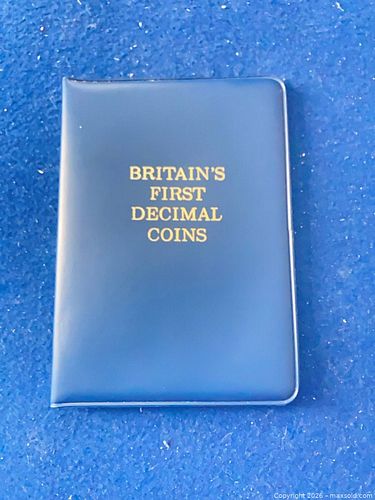 BRITAIN'S
FIRST
DECIMAL
COINS
Copyright 2026 - maxsold.com